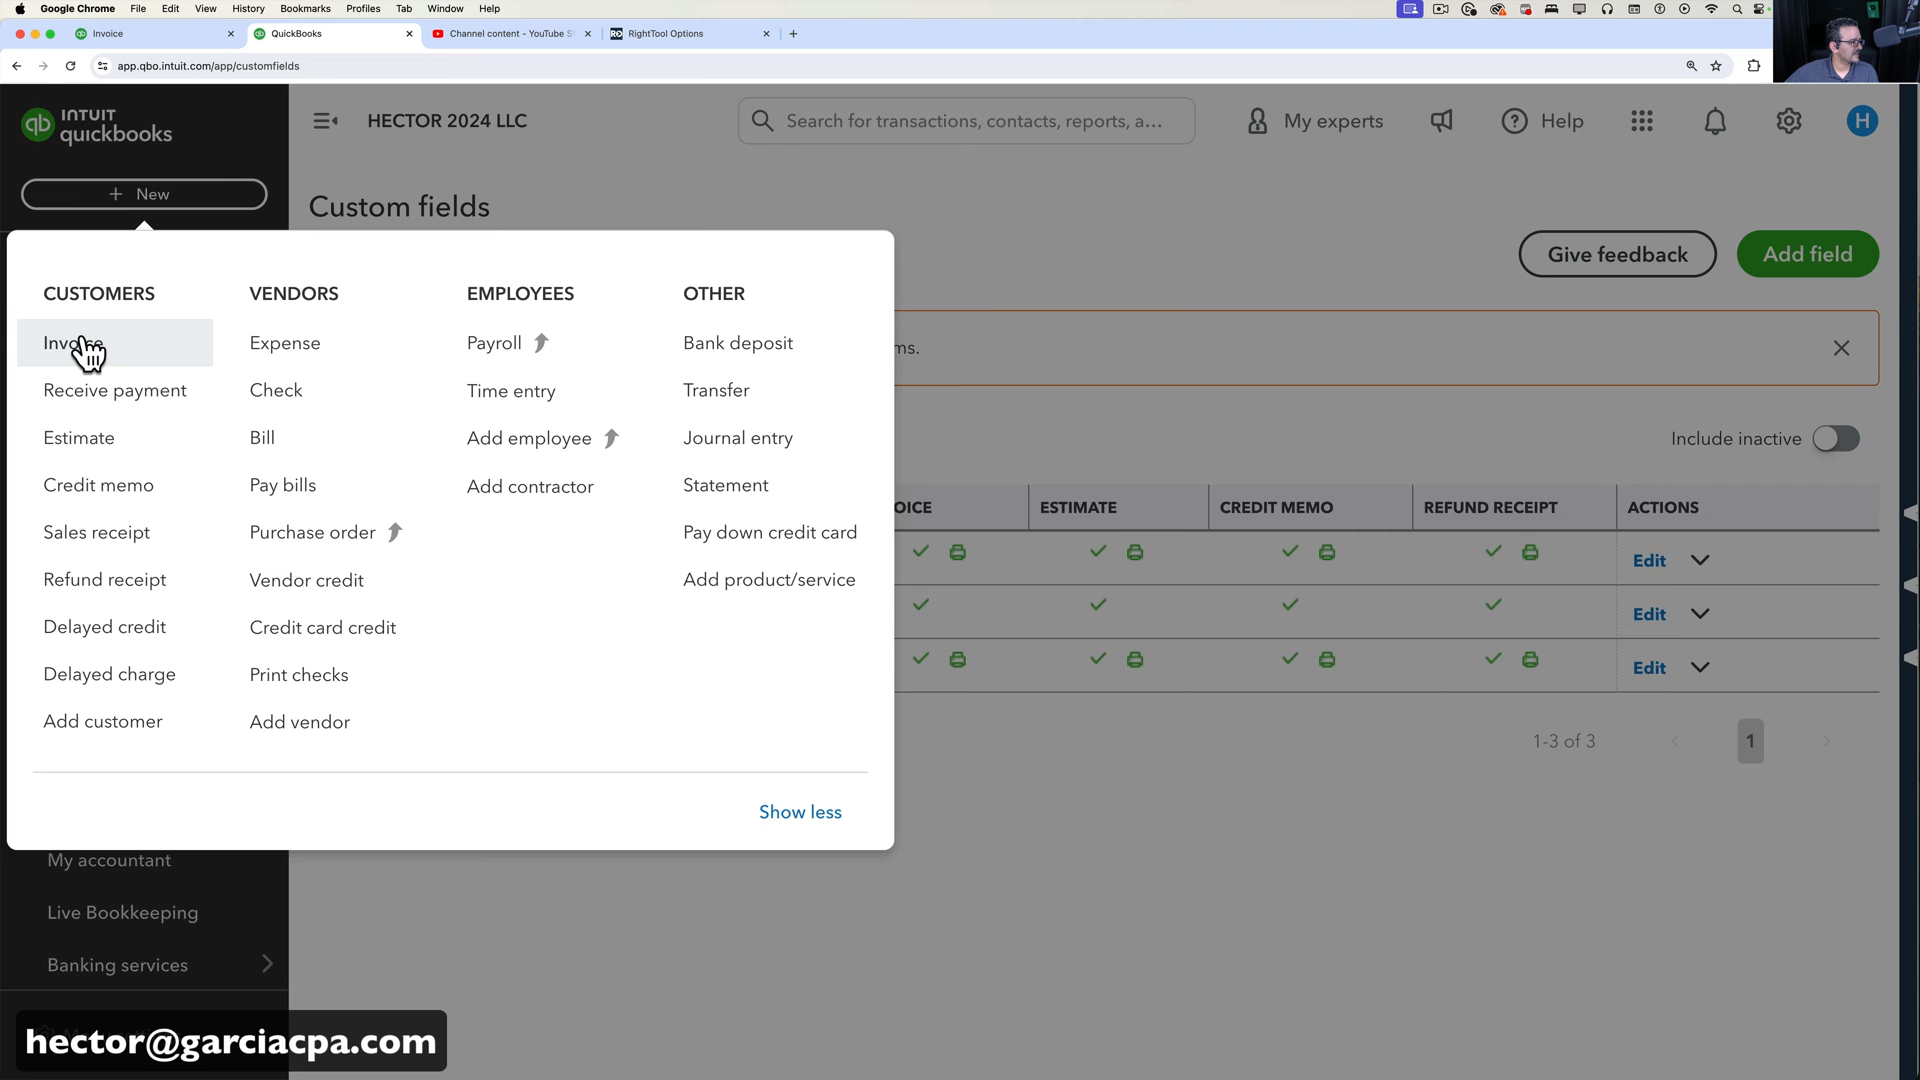 Google Chrome File Edit View History Bookmarks Profiles Tab Window Help
Invoice QuickBooks Channel content - YouTube S RightTool Options
app.qbo.intuit.com/app/customfields
INTUIT
quickbooks
HECTOR 2024 LLC
Search for transactions, contacts, reports, a...
My experts
Help
H
+ New
Custom fields
Give feedback
Add field
CUSTOMERS VENDORS EMPLOYEES OTHER
Invoice Expense Payroll Bank deposit
ms.
Receive payment Check Time entry Transfer
Estimate Bill Add employee Journal entry
Include inactive
Credit memo Pay bills Add contractor Statement
OICE ESTIMATE CREDIT MEMO REFUND RECEIPT ACTIONS
Sales receipt Purchase order Pay down credit card
Edit
Refund receipt Vendor credit Add product/service
Edit
Delayed credit Credit card credit
Edit
Delayed charge Print checks
Add customer Add vendor
1-3 of 3
1
Show less
My accountant
Live Bookkeeping
Banking services
hector@garciacpa.com